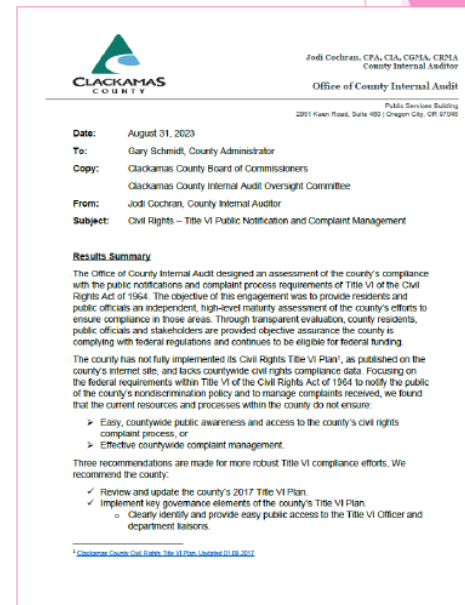 CLACKAMAS
COUNTY
Jodi Cochran, CPA, CIA, CGMA, CRMA
County Internal Auditor
Office of County Internal Audit
Public Services Building
2051 Kaen Road, Suite 460 | Oregon City, OR 97045
Date: August 31, 2023
To: Gary Schmidt, County Administrator
Copy: Clackamas County Board of Commissioners
Clackamas County Internal Audit Oversight Committee
From: Jodi Cochran, County Internal Auditor
Subject: Civil Rights – Title VI Public Notification and Complaint Management
Results Summary
The Office of County Internal Audit designed an assessment of the county's compliance
with the public notifications and complaint process requirements of Title VI of the Civil
Rights Act of 1964. The objective of this engagement was to provide residents and
public officials an independent, high-level maturity assessment of the county's efforts to
ensure compliance in those areas. Through transparent evaluation, county residents,
public officials and stakeholders are provided objective assurance the county is
complying with federal regulations and continues to be eligible for federal funding.
The county has not fully implemented its Civil Rights Title VI Plan¹, as published on the
county's internet site, and lacks countywide civil rights compliance data. Focusing on
the federal requirements within Title VI of the Civil Rights Act of 1964 to notify the public
of the county's nondiscrimination policy and to manage complaints received, we found
that the current resources and processes within the county do not ensure:
➢ Easy, countywide public awareness and access to the county's civil rights
complaint process, or
➢ Effective countywide complaint management.
Three recommendations are made for more robust Title VI compliance efforts. We
recommend the county:
✓ Review and update the county's 2017 Title VI Plan.
✓ Implement key governance elements of the county's Title VI Plan.
o Clearly identify and provide easy public access to the Title VI Officer and
department liaisons.
¹ Clackamas County Civil Rights Title VI Plan, Updated 01.09.2017